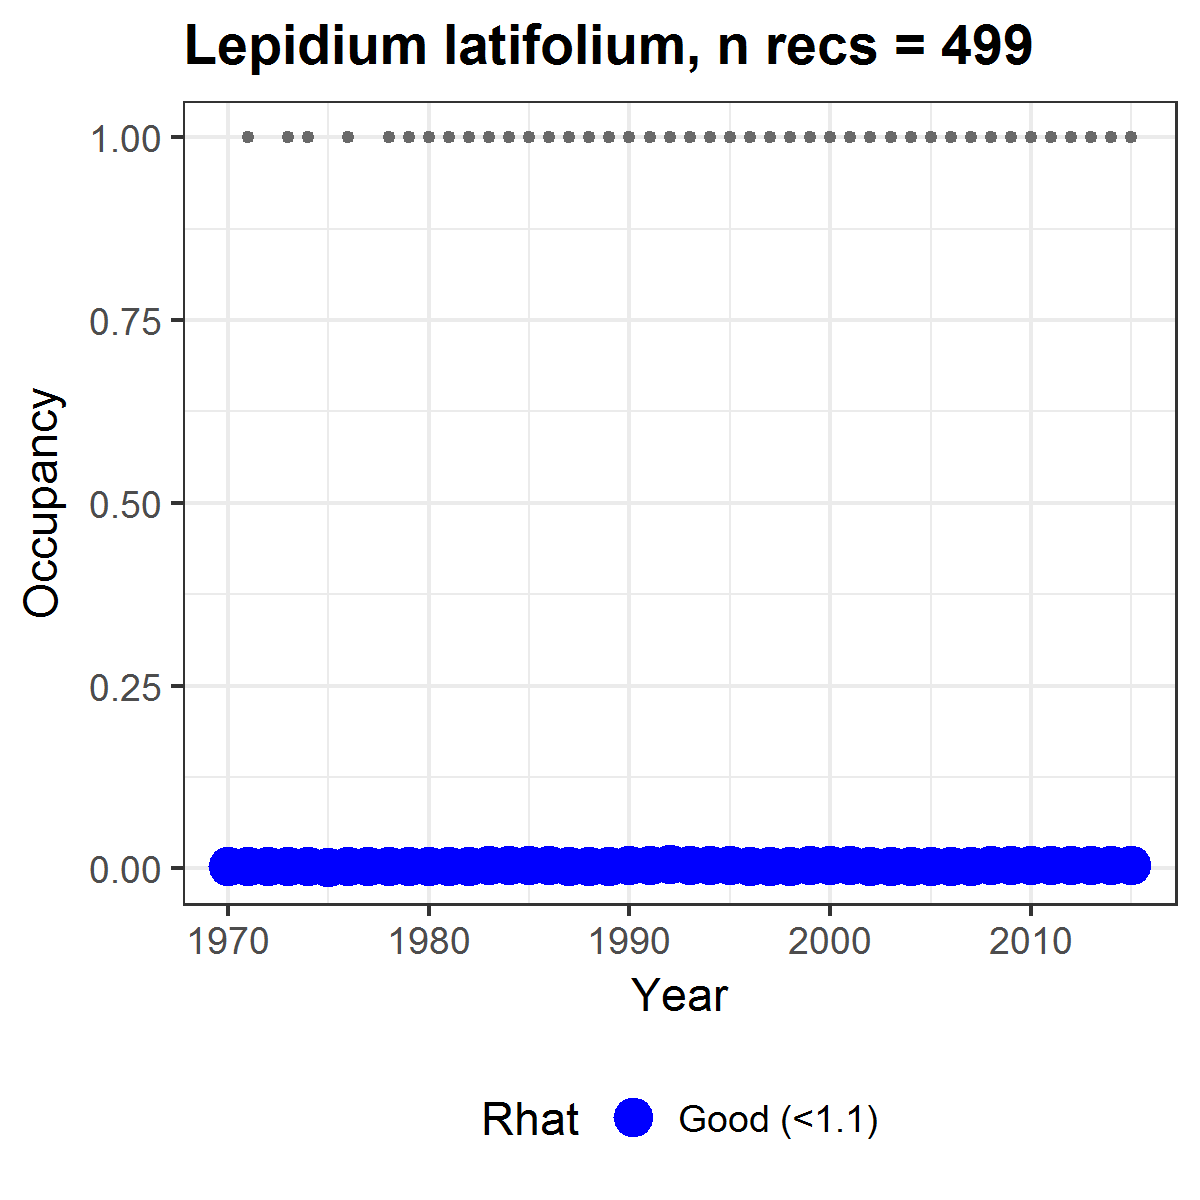 Lepidium latifolium, n recs = 499
1.00
0.75
0.50
0.25
0.00
Occupancy
1970 1980 1990 2000 2010
Year
Rhat Good (<1.1)